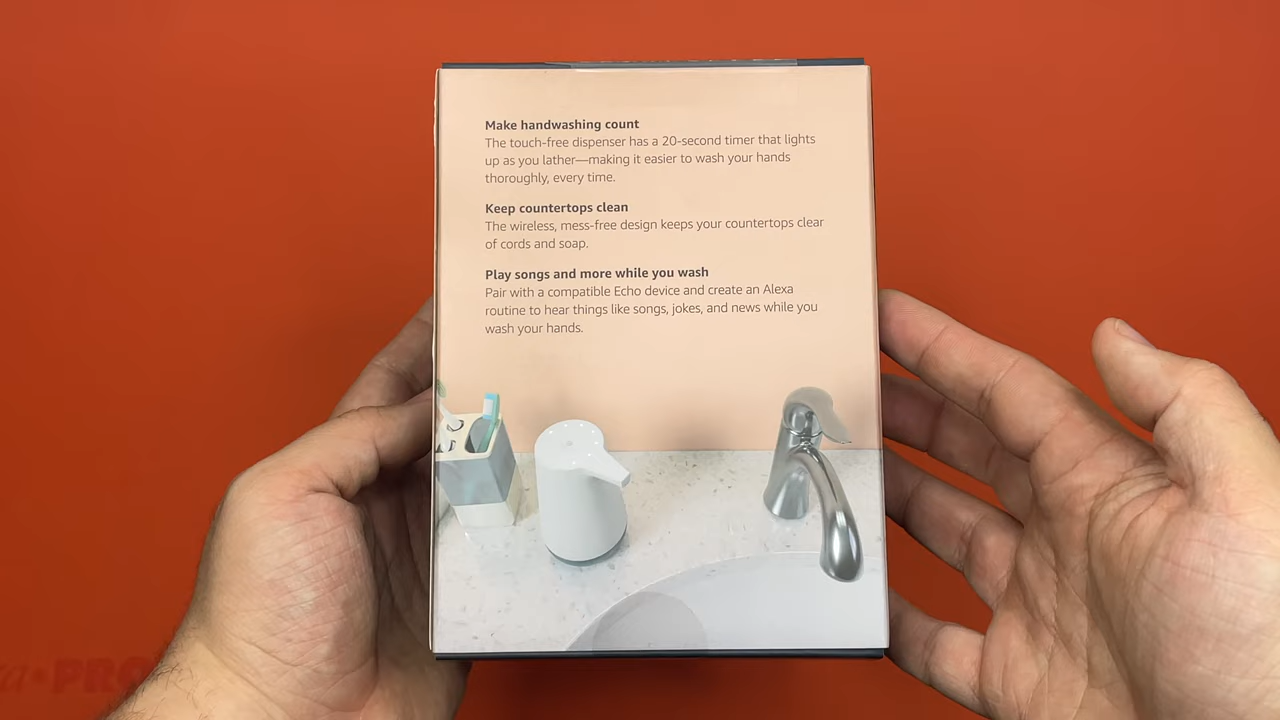 Make handwashing count
The touch-free dispenser has a 20-second timer that lights
up as you lather—making it easier to wash your hands
thoroughly, every time.
Keep countertops clean
The wireless, mess-free design keeps your countertops clear
of cords and soap.
Play songs and more while you wash
Pair with a compatible Echo device and create an Alexa
routine to hear things like songs, jokes, and news while you
wash your hands.